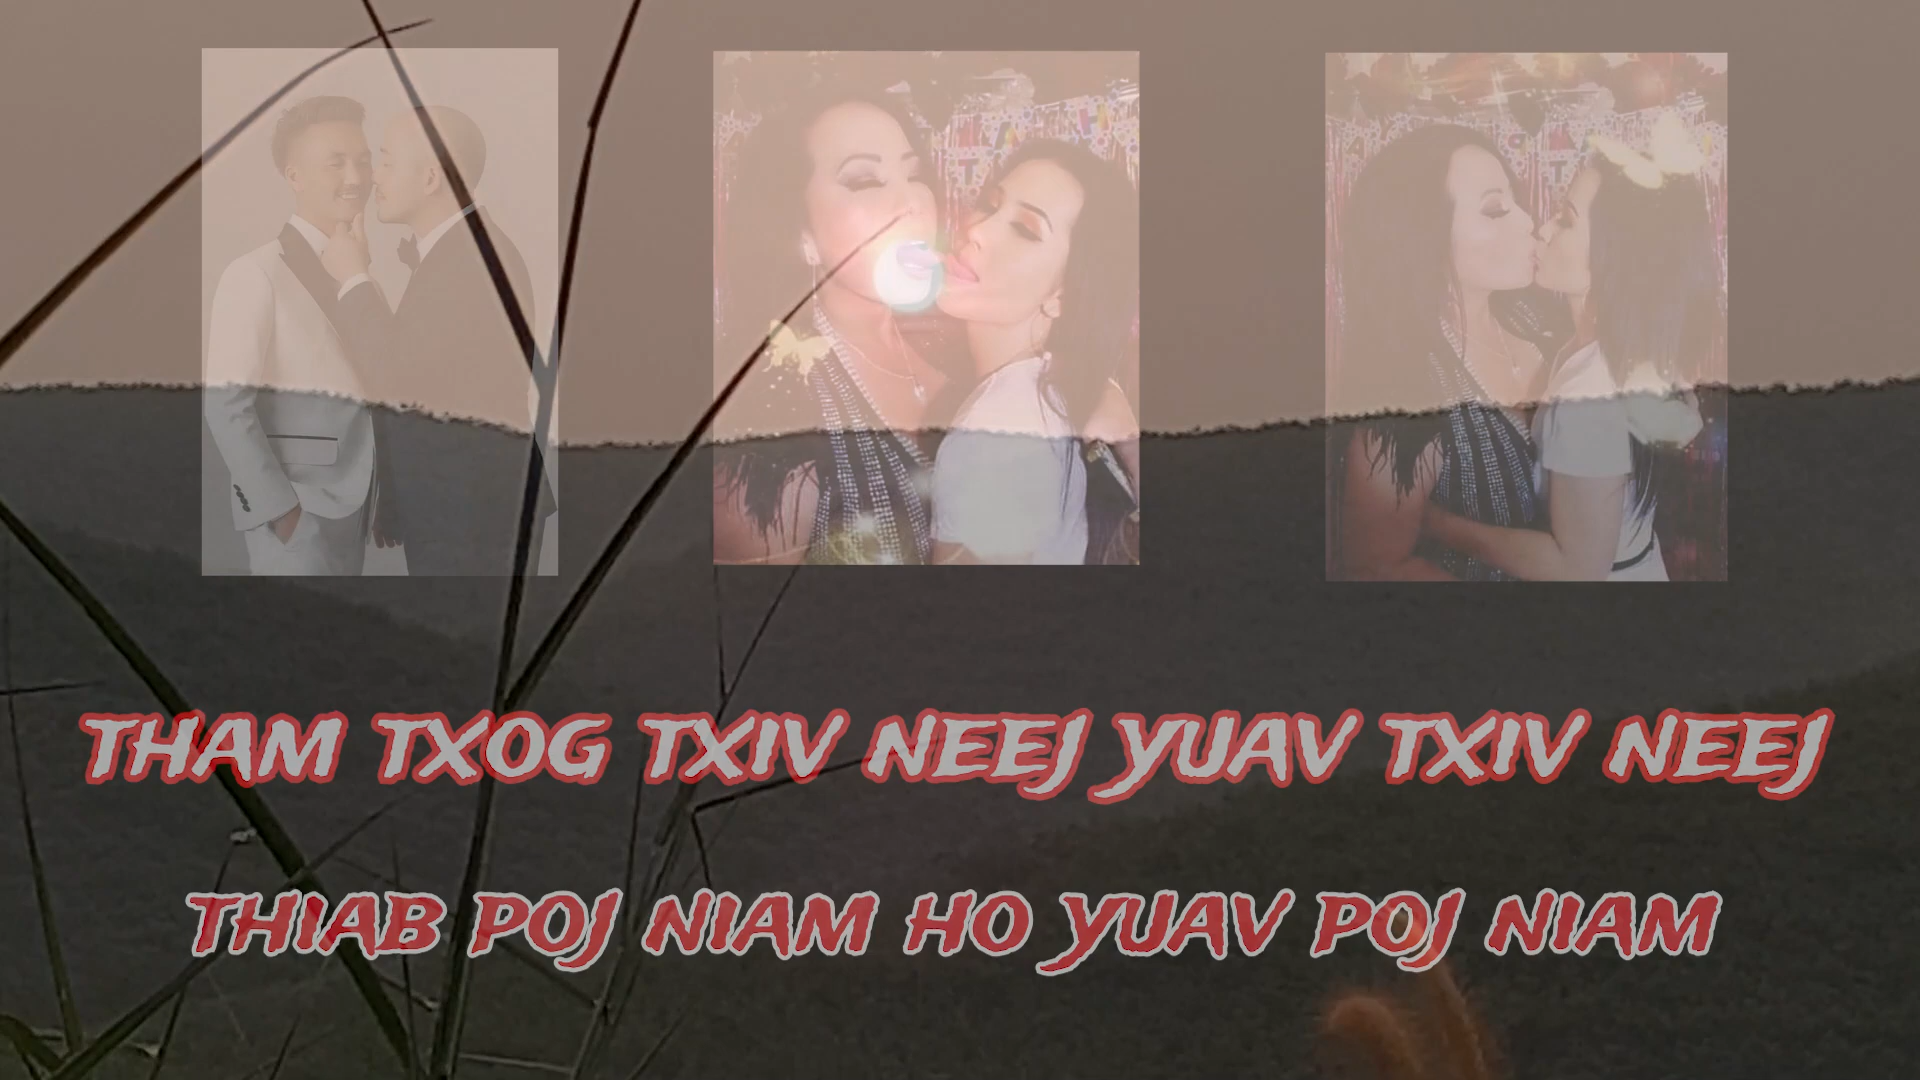 THAM TXOG TXIV NEEJ YUAV TXIV NEEJ
THIAB POJ NIAM HO YUAV POJ NIAM